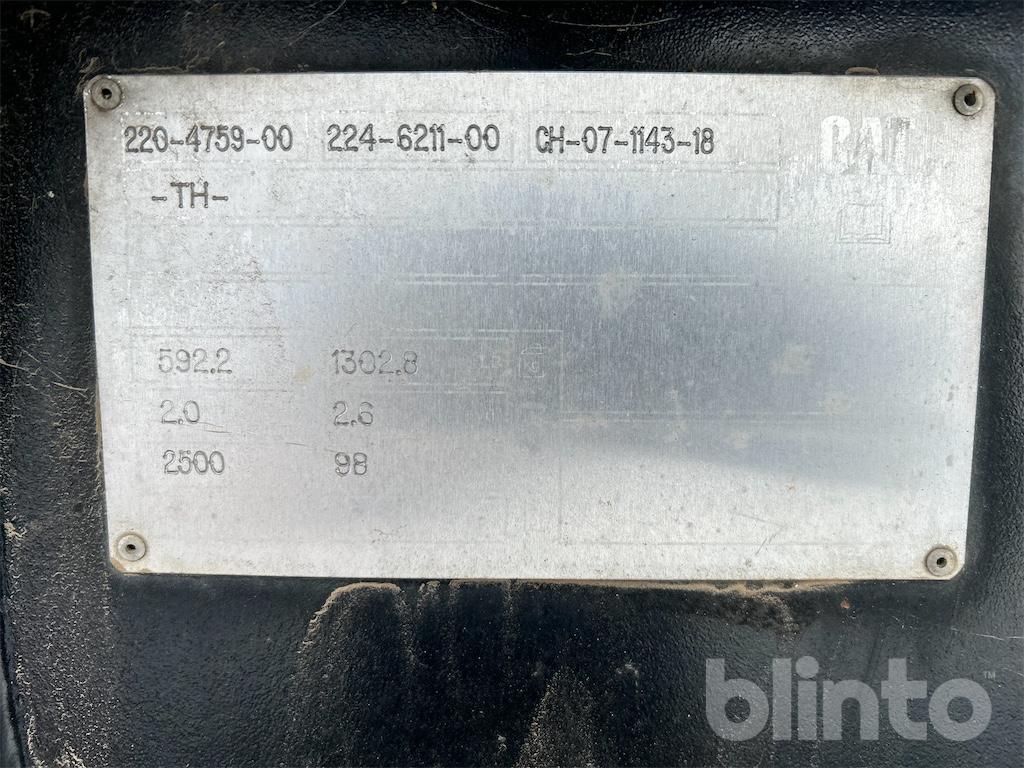 220-4759-00 224-6211-00 CH-07-1143-18
CAT
-TH-
592.2 1302.8
2.0 2.6
2500 98
blinto™